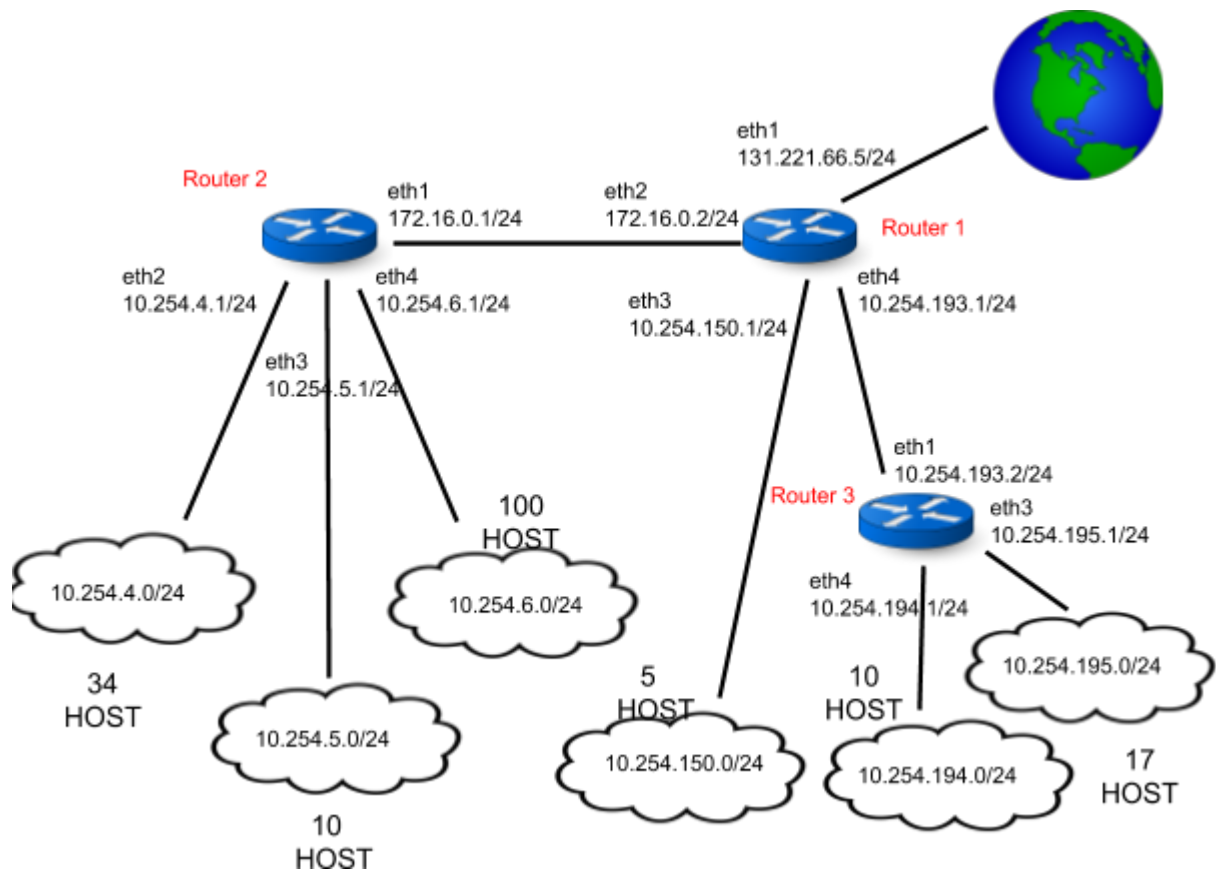 eth1
131.221.66.5/24
Router 2
eth1
172.16.0.1/24
eth2
172.16.0.2/24
Router 1
eth2
10.254.4.1/24
eth4
10.254.6.1/24
eth3
10.254.150.1/24
eth4
10.254.193.1/24
eth3
10.254.5.1/24
eth1
10.254.193.2/24
Router 3
eth3
10.254.195.1/24
100
HOST
10.254.4.0/24
10.254.6.0/24
eth4
10.254.194.1/24
34
HOST
5
HOST
10
HOST
10.254.195.0/24
10.254.5.0/24
10.254.150.0/24
10.254.194.0/24
17
HOST
10
HOST